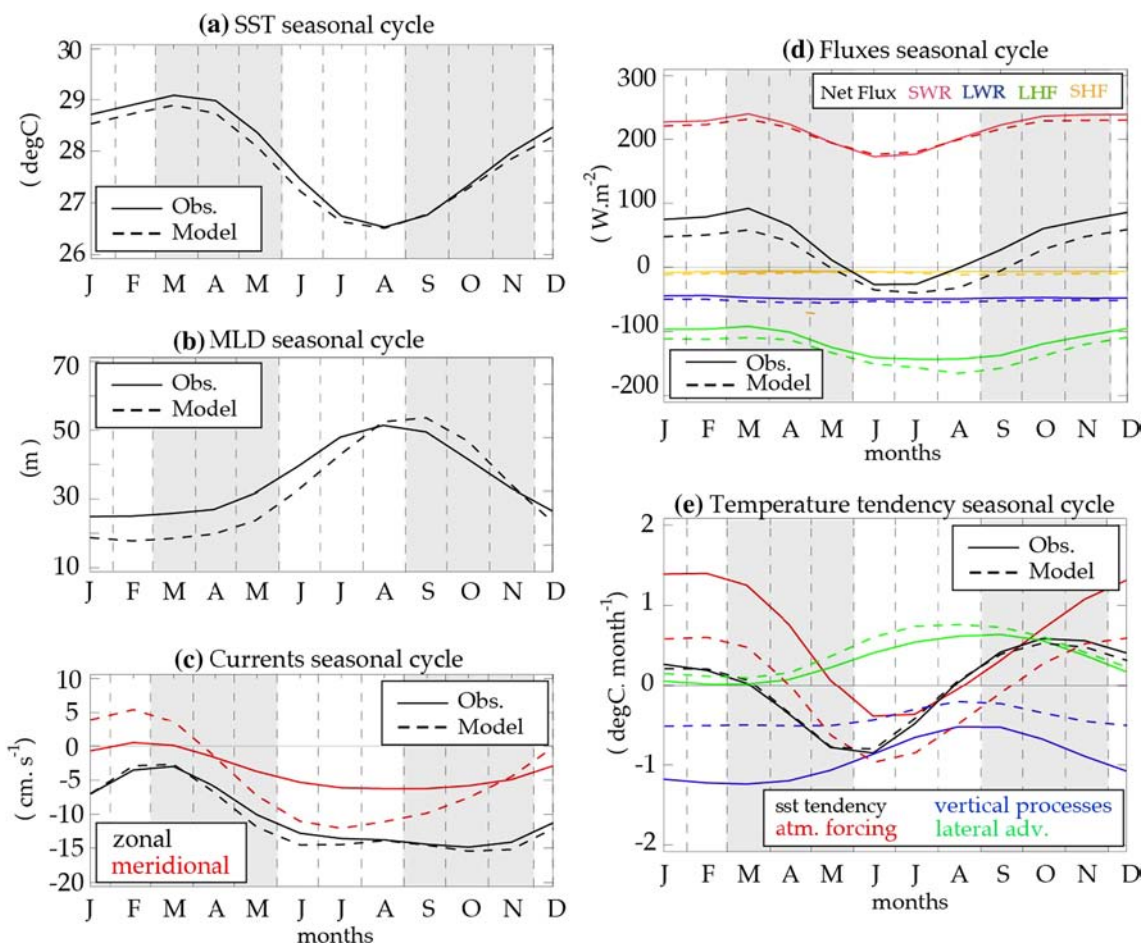 (a) SST seasonal cycle
30
29
28
27
26
( degC)
Obs.
Model
J F M A M J J A S O N D
(b) MLD seasonal cycle
70
50
30
10
(m)
Obs.
Model
J F M A M J J A S O N D
(c) Currents seasonal cycle
10
5
0
-5
-10
-15
-20
( cm. s-1)
Obs.
Model
zonal
meridional
J F M A M J J A S O N D
months
(d) Fluxes seasonal cycle
300
200
100
0
-100
-200
( W.m-2)
Net Flux SWR LWR LHF SHF
Obs.
Model
J F M A M J J A S O N D
months
(e) Temperature tendency seasonal cycle
2
1
0
-1
-2
( degC. month-1)
Obs.
Model
sst tendency vertical processes
atm. forcing lateral adv.
J F M A M J J A S O N D
months